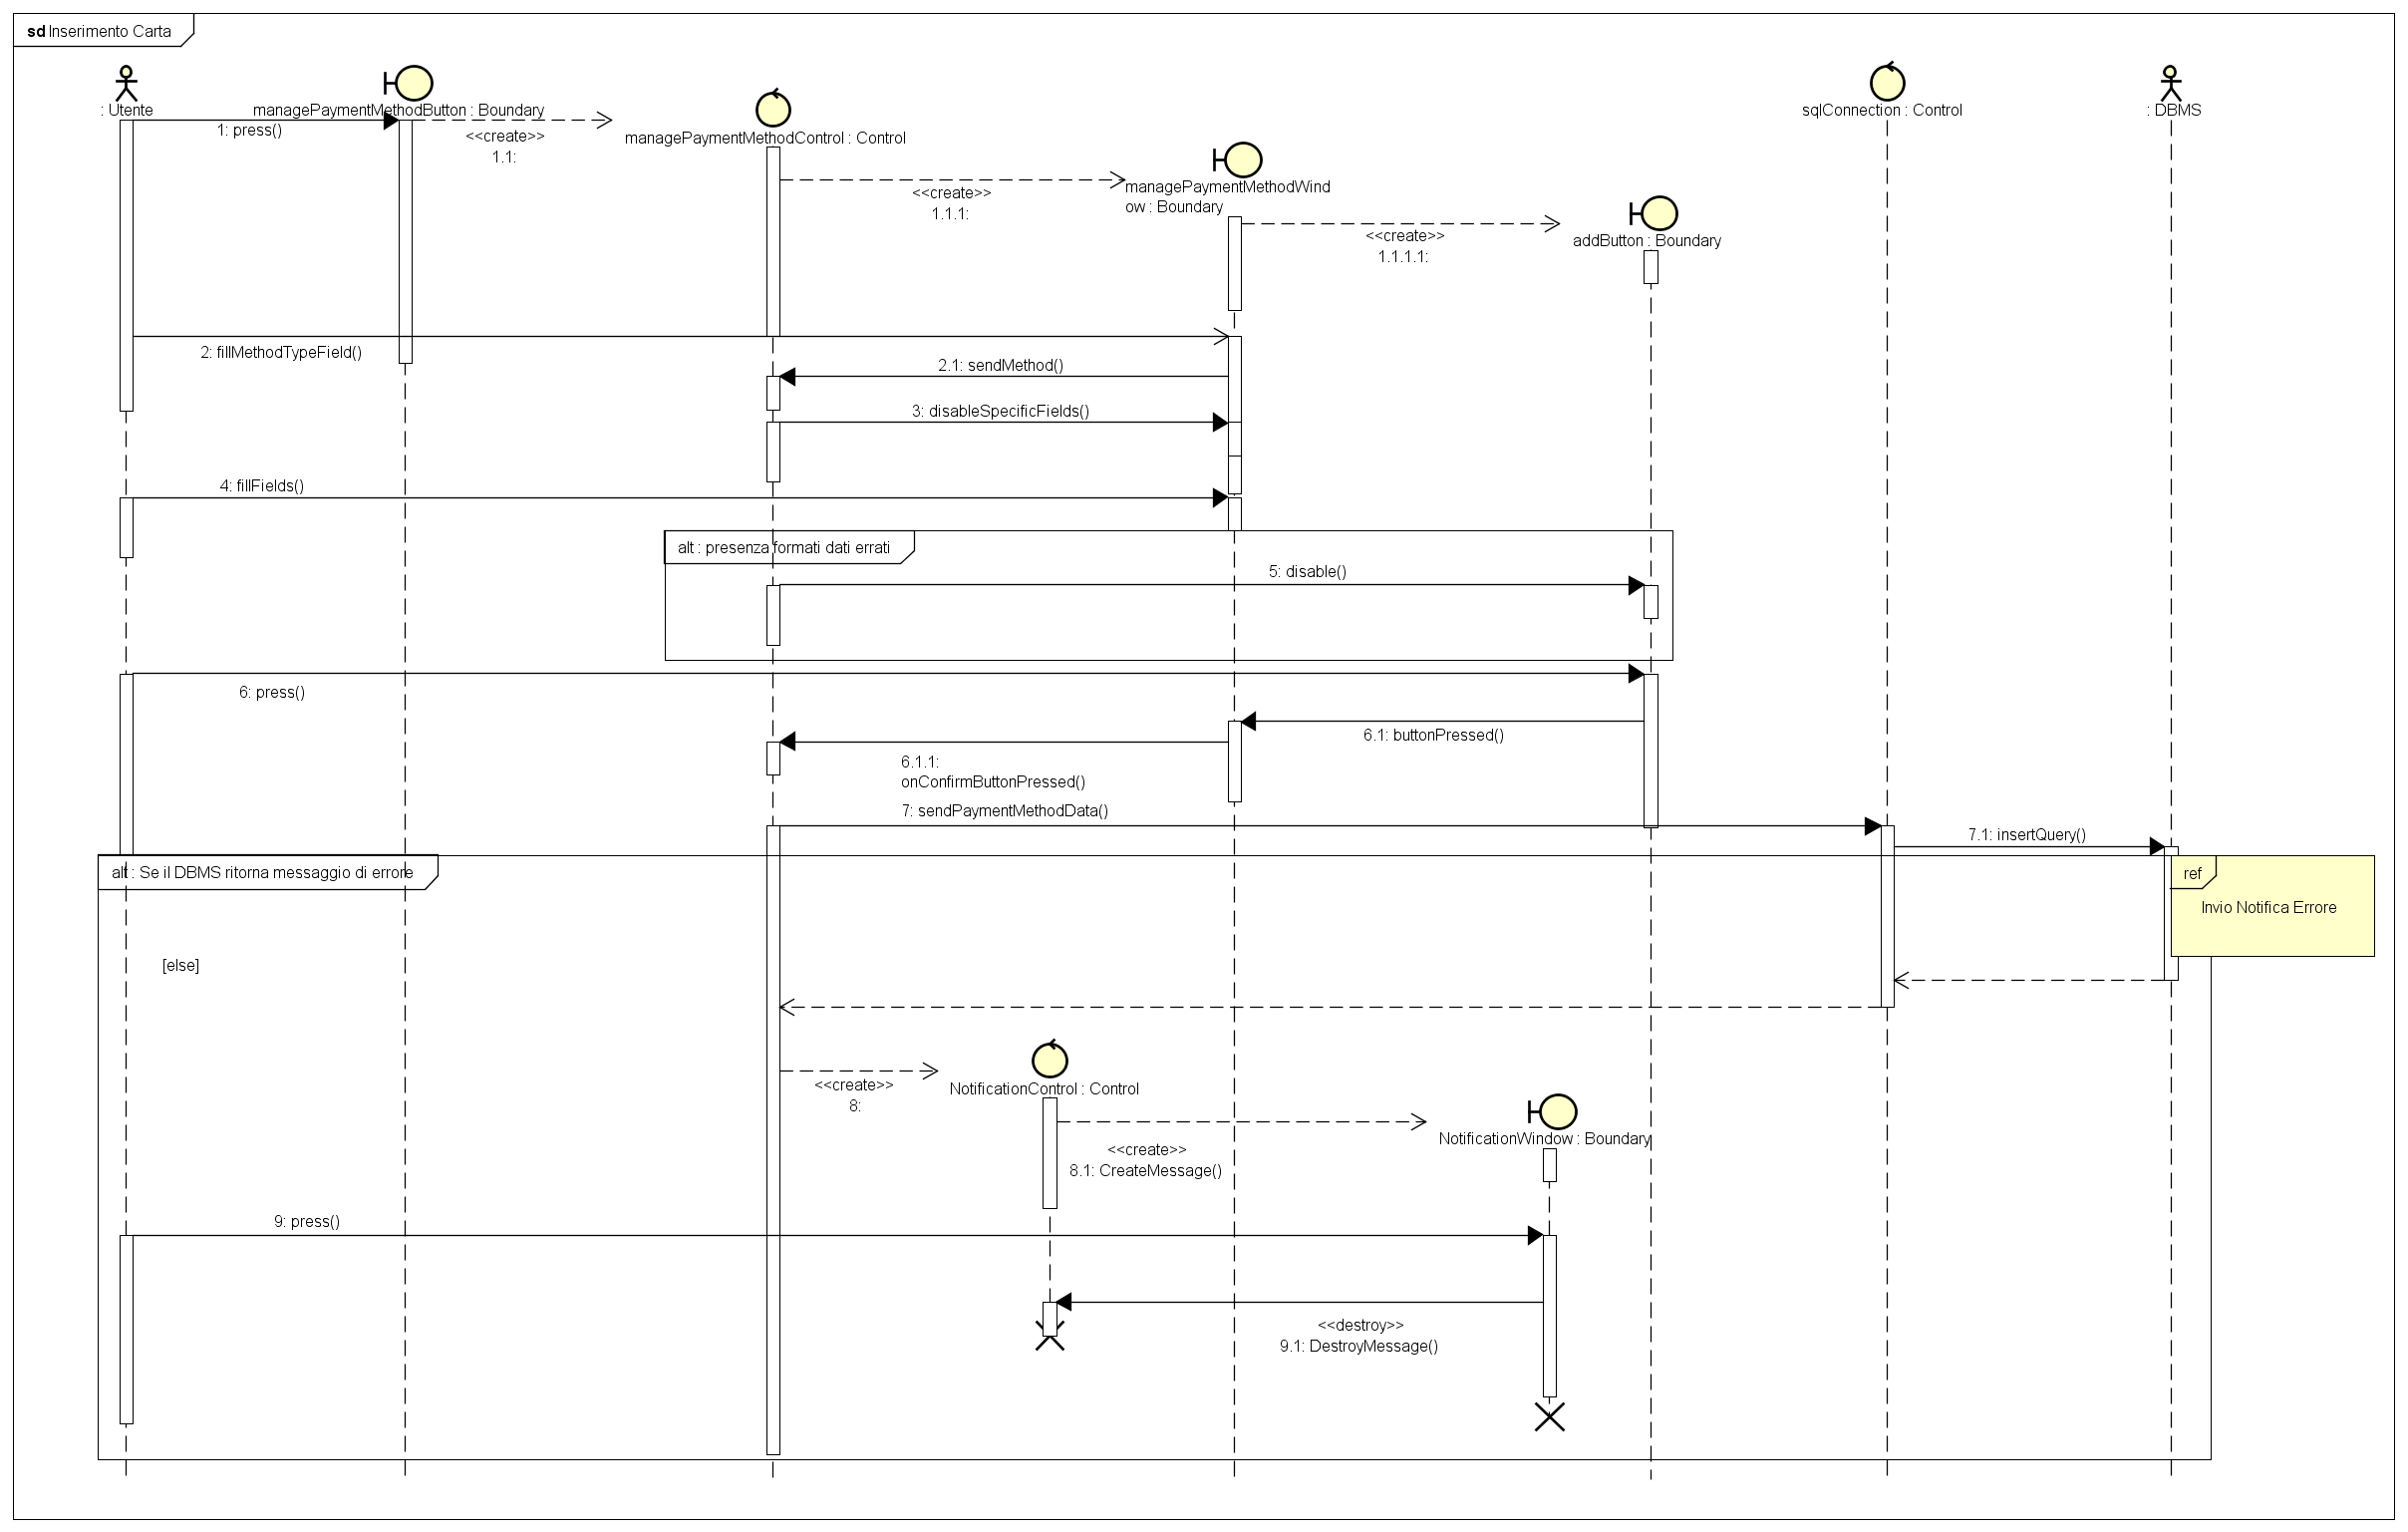 sd Inserimento Carta
: Utente
managePaymentMethodButton : Boundary
managePaymentMethodControl : Control
sqlConnection : Control
: DBMS
1: press()
<<create>>
1.1:
managePaymentMethodWind
ow : Boundary
<<create>>
1.1.1:
addButton : Boundary
<<create>>
1.1.1.1:
2: fillMethodTypeField()
2.1: sendMethod()
3: disableSpecificFields()
4: fillFields()
alt : presenza formati dati errati
5: disable()
6: press()
6.1: buttonPressed()
6.1.1:
onConfirmButtonPressed()
7: sendPaymentMethodData()
7.1: insertQuery()
alt : Se il DBMS ritorna messaggio di errore
ref
Invio Notifica Errore
[else]
<<create>>
8:
NotificationControl : Control
<<create>>
8.1: CreateMessage()
NotificationWindow : Boundary
9: press()
<<destroy>>
9.1: DestroyMessage()